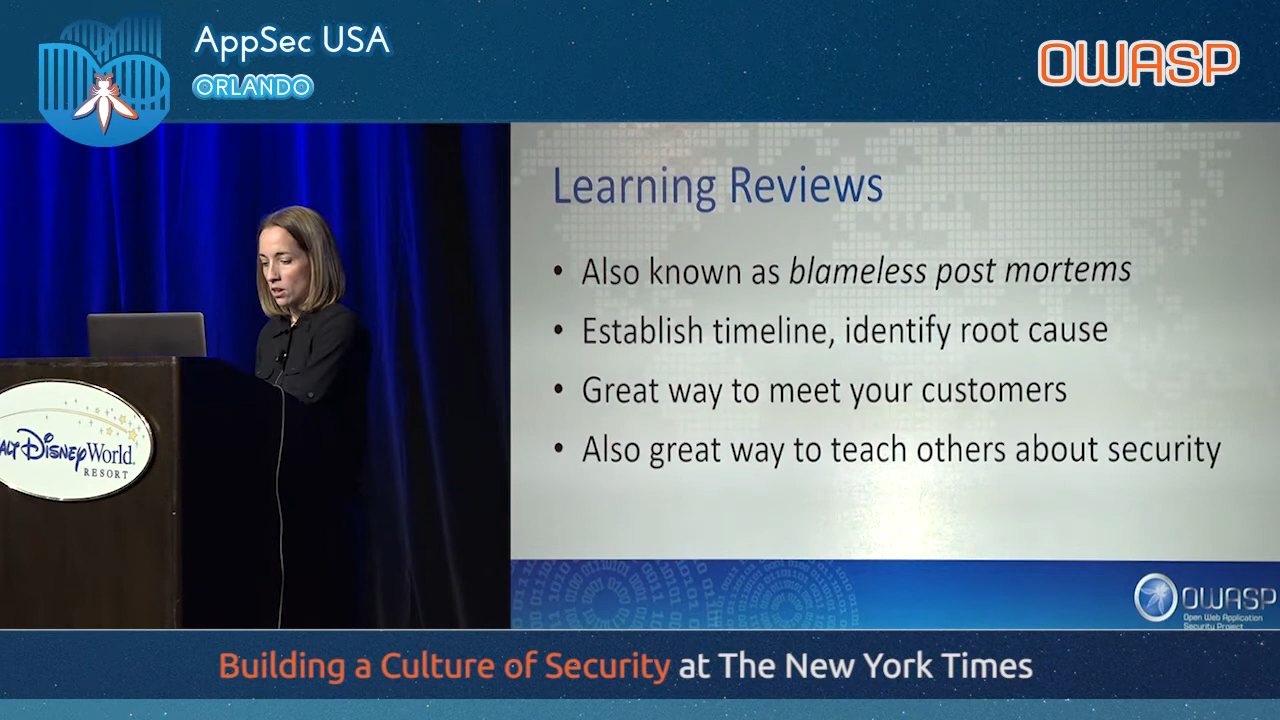 AppSec USA
ORLANDO
OWASP
Learning Reviews
• Also known as blameless post mortems
• Establish timeline, identify root cause
• Great way to meet your customers
• Also great way to teach others about security
ALT DISNEY World
RESORT
OWASP
Open Web Application
Security Project
Building a Culture of Security at The New York Times